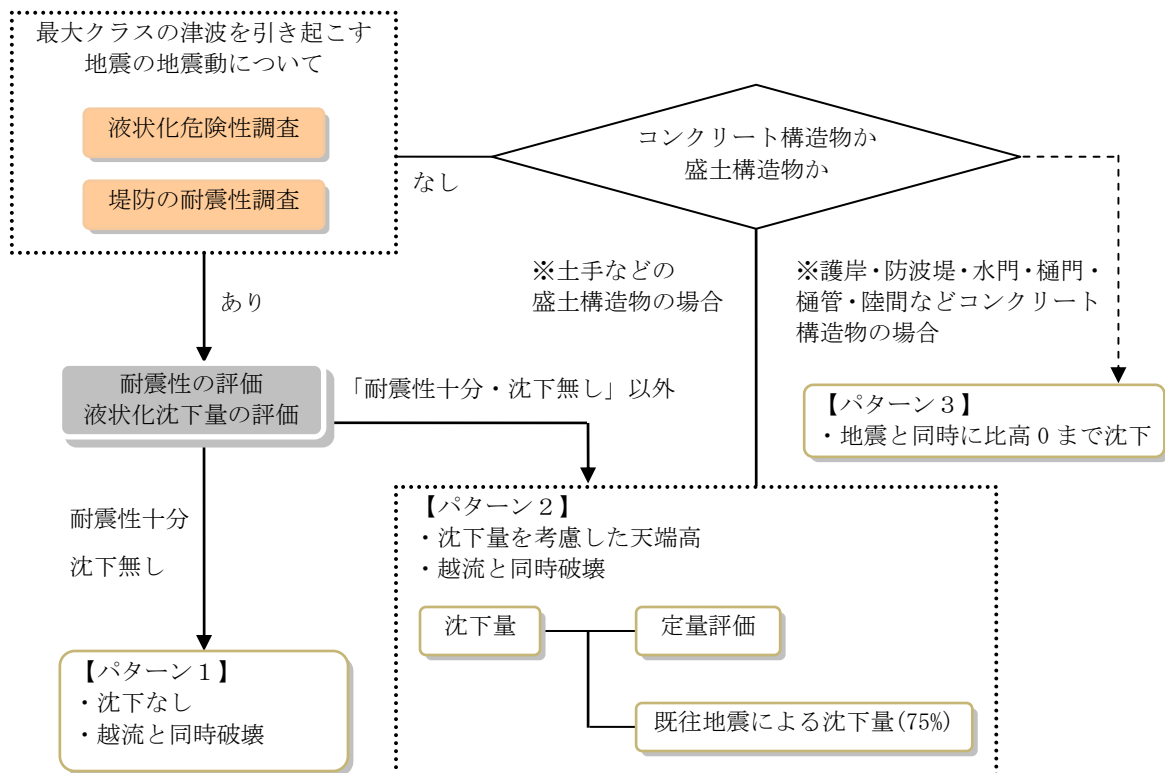 最大クラスの津波を引き起こす
地震の地震動について
液状化危険性調査
堤防の耐震性調査
なし
コンクリート構造物か
盛土構造物か
あり
※土手などの
盛土構造物の場合
※護岸・防波堤・水門・樋門・
樋管・陸閘などコンクリート
構造物の場合
耐震性の評価
液状化沈下量の評価
「耐震性十分・沈下無し」以外
【パターン３】
・地震と同時に比高 0 まで沈下
耐震性十分
沈下無し
【パターン２】
・沈下量を考慮した天端高
・越流と同時破壊
沈下量
定量評価
既往地震による沈下量(75%)
【パターン１】
・沈下なし
・越流と同時破壊